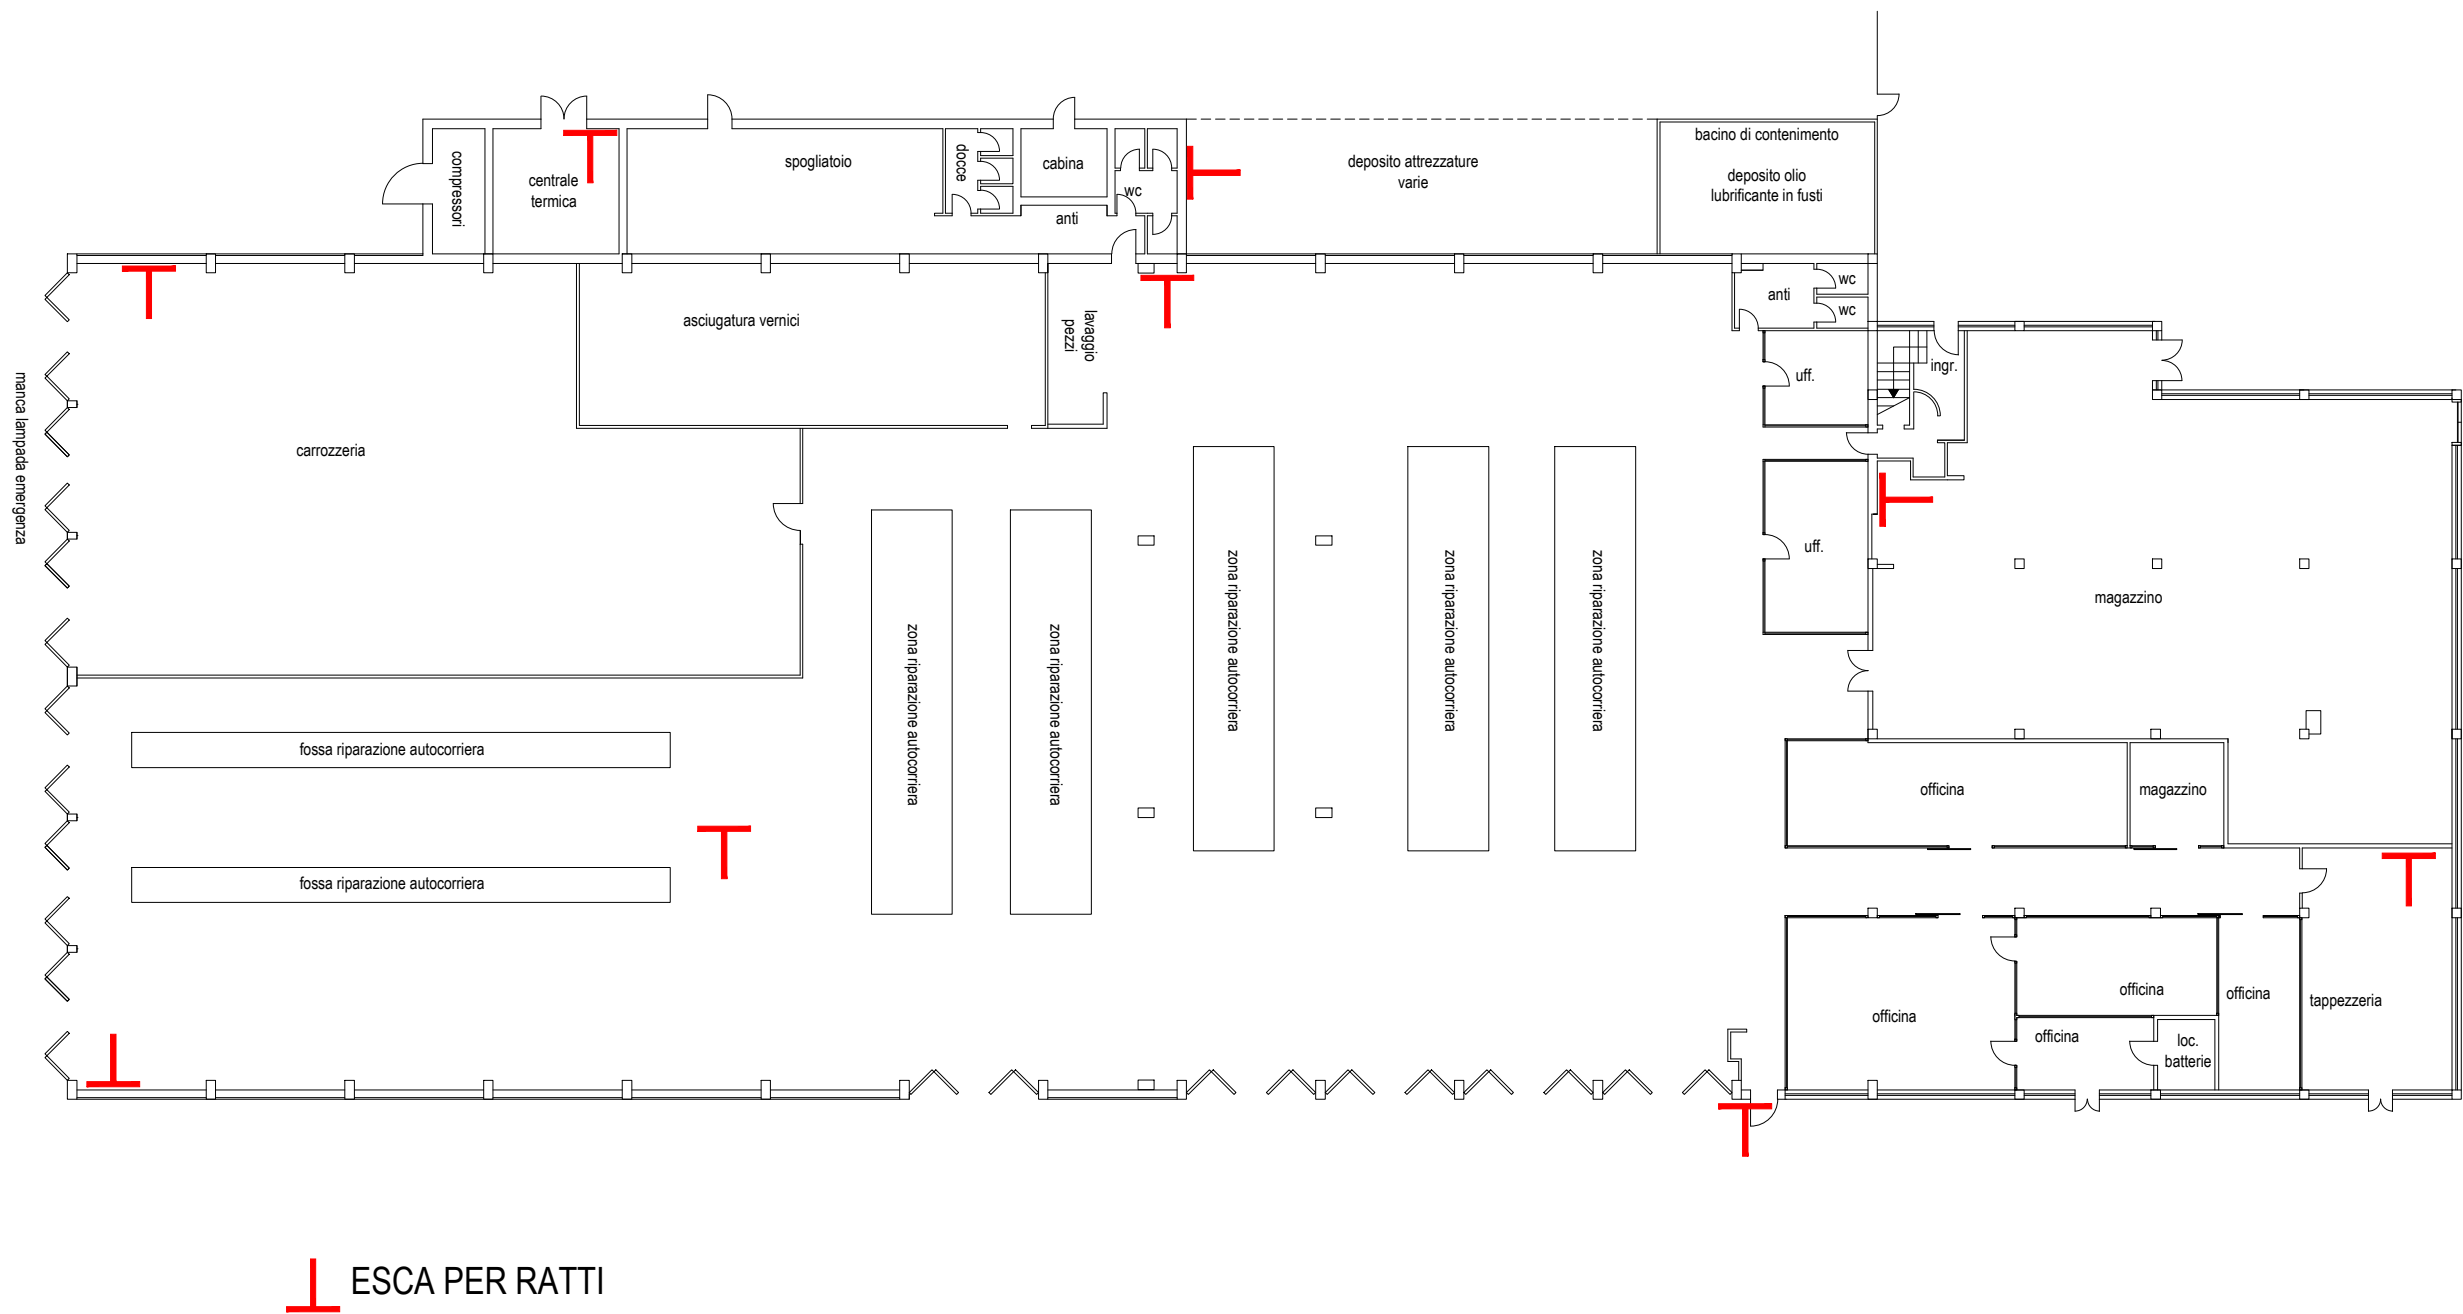 bacino di contenimento
deposito olio
lubrificante in fusti
deposito attrezzature
varie
spogliatoio
docce
cabina
wc
anti
compressori
centrale
termica
asciugatura vernici
lavaggio
pezzi
anti
wc
wc
uff.
ingr.
manca lampada emergenza
carrozzeria
uff.
magazzino
zona riparazione autocorriera
zona riparazione autocorriera
zona riparazione autocorriera
zona riparazione autocorriera
zona riparazione autocorriera
fossa riparazione autocorriera
fossa riparazione autocorriera
officina
magazzino
officina
officina
officina
officina
loc.
batterie
tappezzeria
ESCA PER RATTI